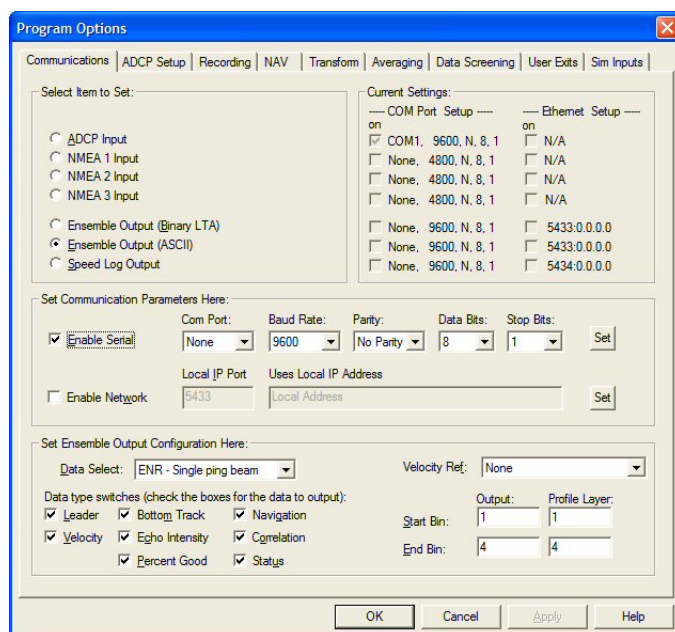 Program Options
Communications ADCP Setup Recording NAV Transform Averaging Data Screening User Exits Sim Inputs
Select Item to Set:
ADCP Input
NMEA 1 Input
NMEA 2 Input
NMEA 3 Input
Ensemble Output (Binary LTA)
Ensemble Output (ASCII)
Speed Log Output
Current Settings:
----- COM Port Setup ----- ----- Ethernet Setup -----
on on
COM1, 9600, N, 8, 1 N/A
None, 4800, N, 8, 1 N/A
None, 4800, N, 8, 1 N/A
None, 4800, N, 8, 1 N/A
None, 9600, N, 8, 1 5433:0.0.0.0
None, 9600, N, 8, 1 5433:0.0.0.0
None, 9600, N, 8, 1 5434:0.0.0.0
Set Communication Parameters Here:
Com Port: Baud Rate: Parity: Data Bits: Stop Bits:
Enable Serial None 9600 No Parity 8 1 Set
Local IP Port Uses Local IP Address
Enable Network 5433 Local Address Set
Set Ensemble Output Configuration Here:
Data Select: ENR - Single ping beam Velocity Ref: None
Data type switches (check the boxes for the data to output):
Leader Bottom Track Navigation
Velocity Echo Intensity Correlation
Percent Good Status
Output: Profile Layer:
Start Bin: 1 1
End Bin: 4 4
OK Cancel Apply Help